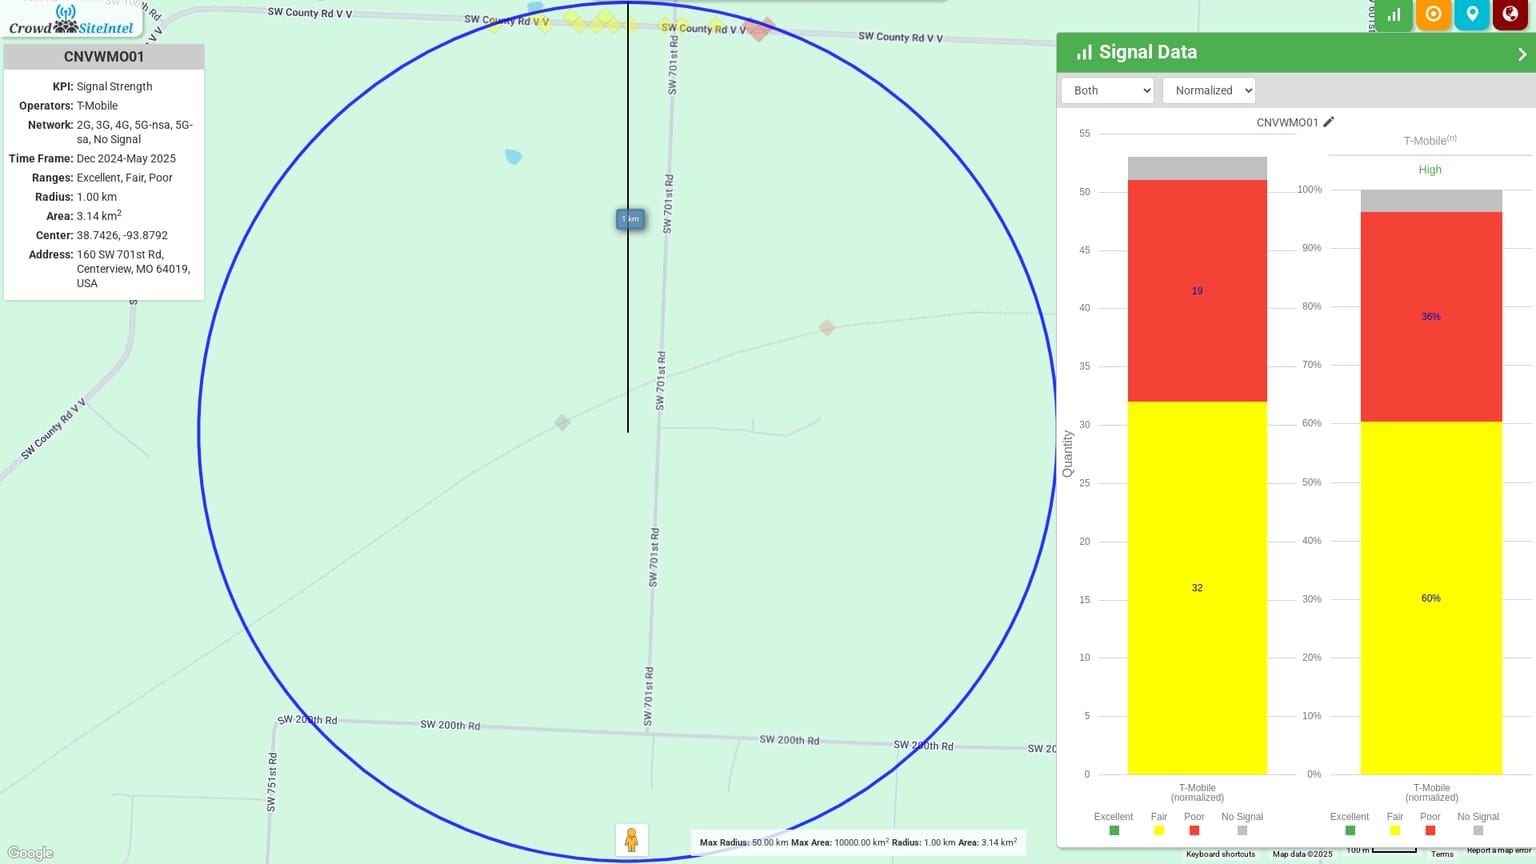 SW County Rd V V
SW County Rd V V
SW County Rd V V
SW County Rd V V
Crowd SiteIntel
CNVWMO01
KPI: Signal Strength
Operators: T-Mobile
Network: 2G, 3G, 4G, 5G-nsa, 5G-
sa, No Signal
Time Frame: Dec 2024-May 2025
Ranges: Excellent, Fair, Poor
Radius: 1.00 km
Area: 3.14 km²
Center: 38.7426, -93.8792
Address: 160 SW 701st Rd,
Centerview, MO 64019,
USA
SW 701st Rd
SW 701st Rd
1 km
SW 701st Rd
SW County Rd V V
SW 701st Rd
SW 701st Rd
SW 200th Rd
SW 200th Rd
SW 200th Rd
SW 200th Rd
SW 20
SW 751st Rd
Google
Max Radius: 50.00 km Max Area: 10000.00 km² Radius: 1.00 km Area: 3.14 km²
Signal Data
Both
Normalized
CNVWMO01
55
50
45
40
35
30
25
20
15
10
5
0
Quantity
19
32
T-Mobile
(normalized)
Excellent Fair Poor No Signal
T-Mobile(n)
High
100%
90%
80%
70%
60%
50%
40%
30%
20%
10%
0%
36%
60%
T-Mobile
(normalized)
Excellent Fair Poor No Signal
Keyboard shortcuts
Map data ©2025
100 m
Terms
Report a map error